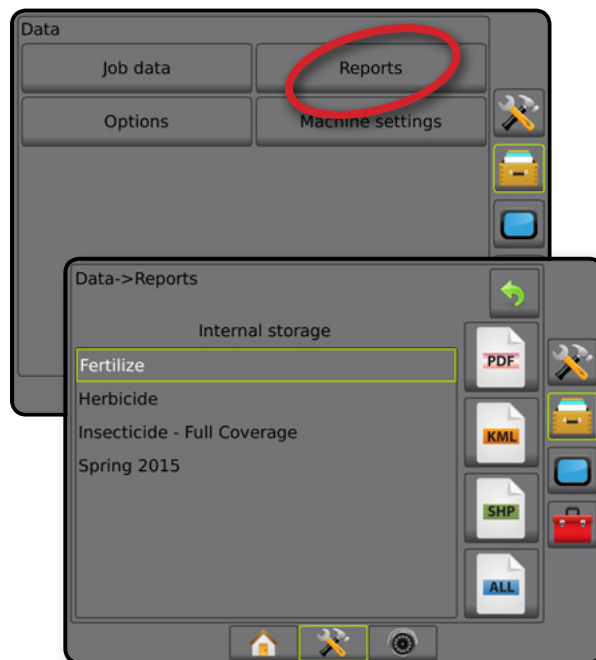 Data
Job data
Reports
Options
Machine settings
Data->Reports
Internal storage
Fertilize
Herbicide
Insecticide - Full Coverage
Spring 2015
PDF
KML
SHP
ALL